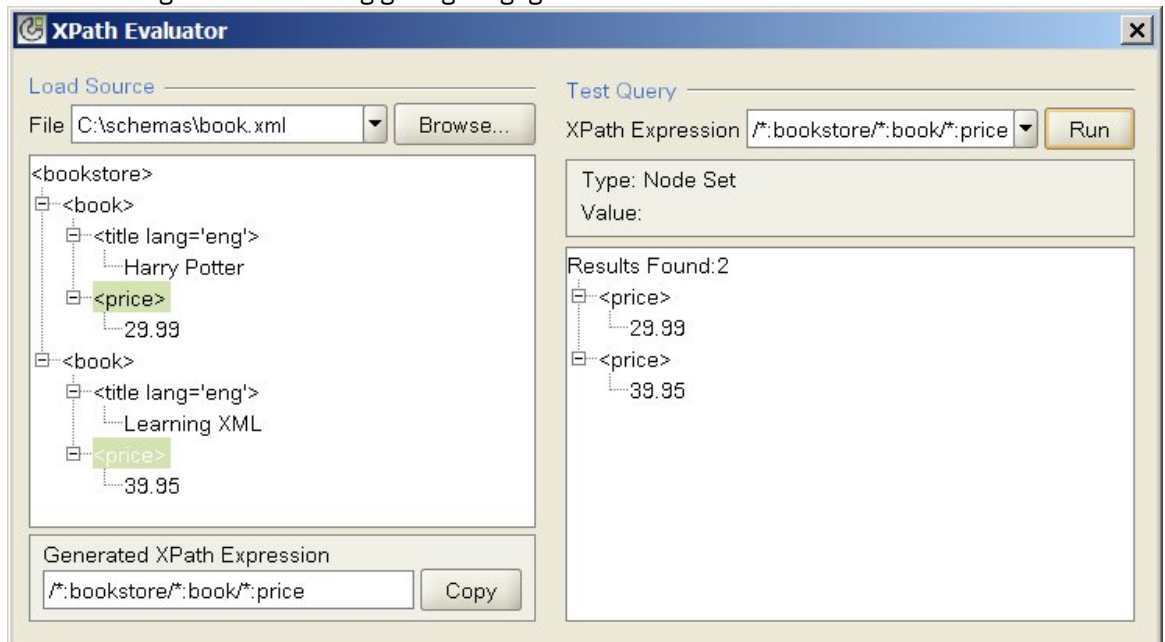 XPath Evaluator
Load Source
File C:\schemas\book.xml Browse...
<bookstore>
<book>
<title lang='eng'>
Harry Potter
<price>
29.99
<book>
<title lang='eng'>
Learning XML
<price>
39.95
Generated XPath Expression
/*:bookstore/*:book/*:price Copy
Test Query
XPath Expression /*:bookstore/*:book/*:price Run
Type: Node Set
Value:
Results Found:2
<price>
29.99
<price>
39.95